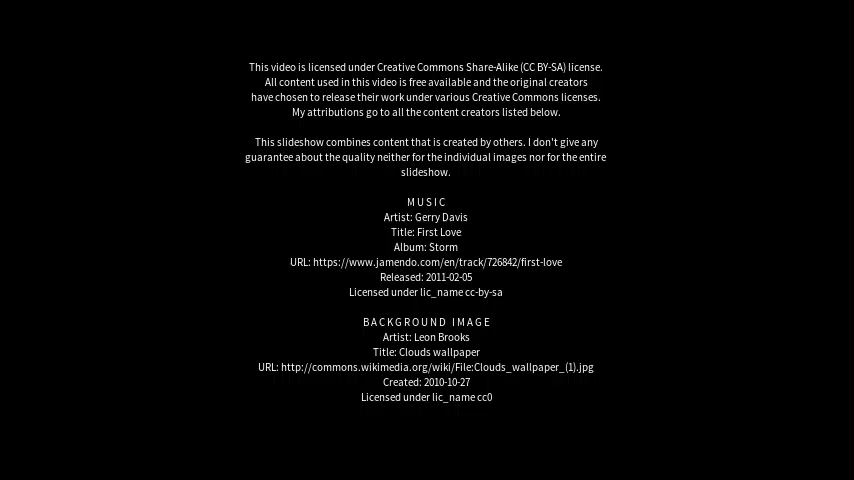 This video is licensed under Creative Commons Share-Alike (CC BY-SA) license.
All content used in this video is free available and the original creators
have chosen to release their work under various Creative Commons licenses.
My attributions go to all the content creators listed below.
This slideshow combines content that is created by others. I don't give any
guarantee about the quality neither for the individual images nor for the entire
slideshow.
M U S I C
Artist: Gerry Davis
Title: First Love
Album: Storm
URL: https://www.jamendo.com/en/track/726842/first-love
Released: 2011-02-05
Licensed under lic_name cc-by-sa
B A C K G R O U N D   I M A G E
Artist: Leon Brooks
Title: Clouds wallpaper
URL: http://commons.wikimedia.org/wiki/File:Clouds_wallpaper_(1).jpg
Created: 2010-10-27
Licensed under lic_name cc0